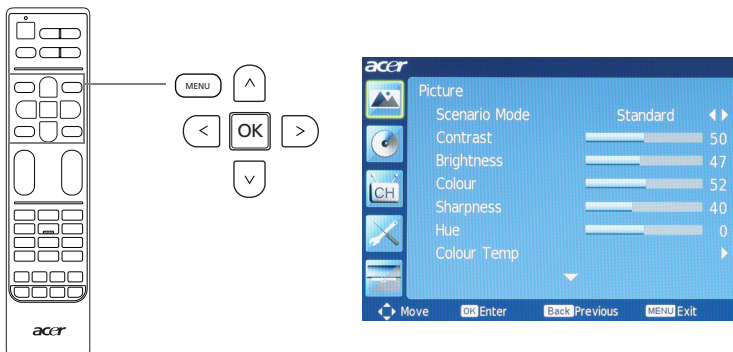 MENU
OK
acer
acer
Picture
Scenario Mode Standard
Contrast 50
Brightness 47
Colour 52
Sharpness 40
Hue 0
Colour Temp
CH
Move OK Enter Back Previous MENU Exit